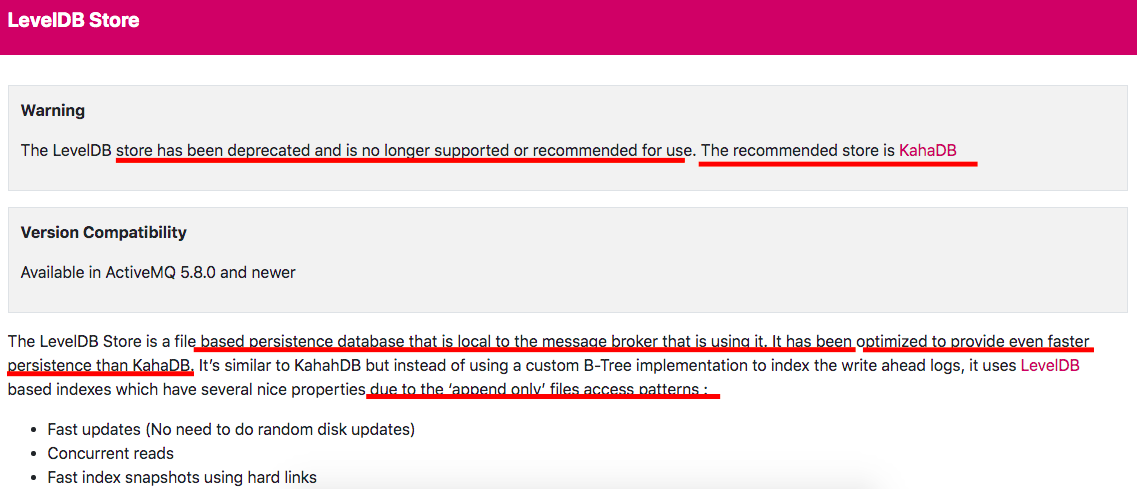 LevelDB Store
Warning
The LevelDB store has been deprecated and is no longer supported or recommended for use. The recommended store is KahaDB
Version Compatibility
Available in ActiveMQ 5.8.0 and newer
The LevelDB Store is a file based persistence database that is local to the message broker that is using it. It has been optimized to provide even faster
persistence than KahaDB. It’s similar to KahahDB but instead of using a custom B-Tree implementation to index the write ahead logs, it uses LevelDB
based indexes which have several nice properties due to the ‘append only’ files access patterns :
• Fast updates (No need to do random disk updates)
• Concurrent reads
• Fast index snapshots using hard links